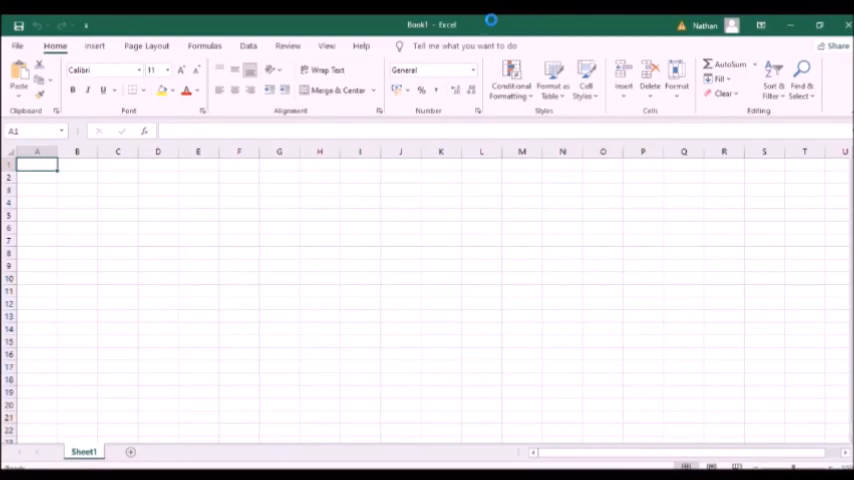 Book1 - Excel
Nathan
File Home Insert Page Layout Formulas Data Review View Help Tell me what you want to do Share
Paste
Calibri 11
B I U
Wrap Text
Merge & Center
General
%
Conditional Formatting
Format as Table
Cell Styles
Insert Delete Format
AutoSum
Fill
Clear
Sort & Filter
Find & Select
Clipboard Font Alignment Number Styles Cells Editing
A1 fx
A B C D E F G H I J K L M N O P Q R S T U
1
2
3
4
5
6
7
8
9
10
11
12
13
14
15
16
17
18
19
20
21
22
Sheet1